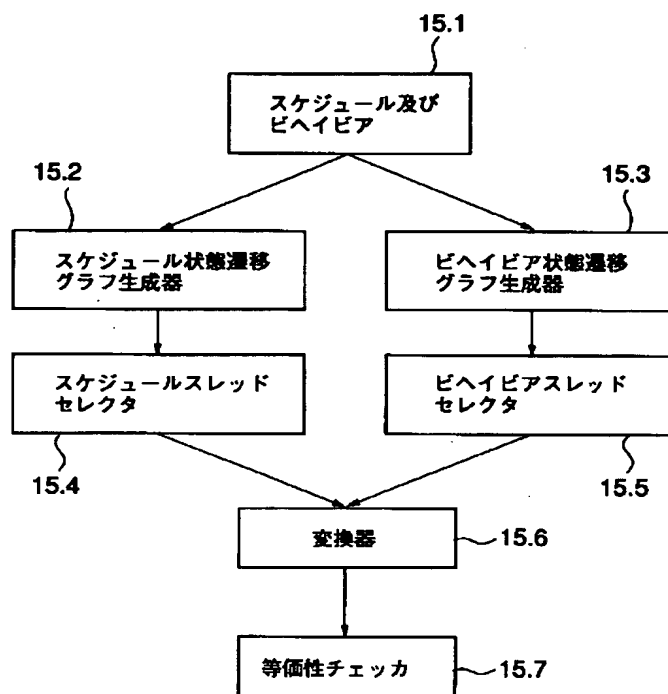 15.1
スケジュール及び
ビヘイビア
15.2
15.3
スケジュール状態遷移
グラフ生成器
ビヘイビア状態遷移
グラフ生成器
スケジュールスレッド
セレクタ
ビヘイビアスレッド
セレクタ
15.4
15.5
変換器
15.6
等価性チェッカ
15.7